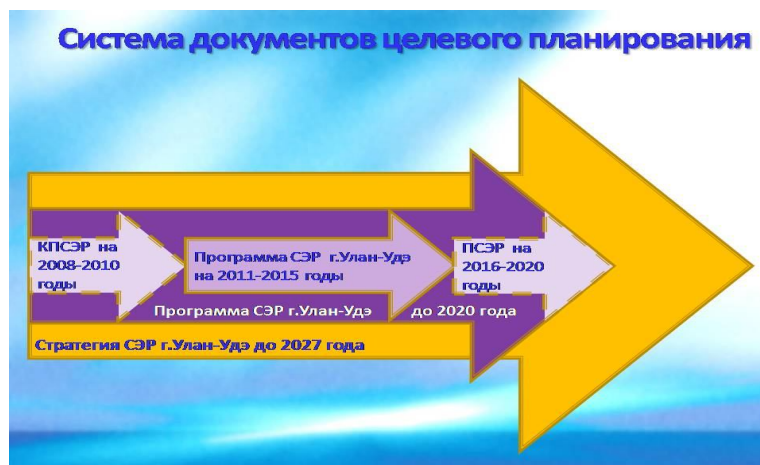 Система документов целевого планирования
КПСЭР на
2008-2010
годы
Программа СЭР г.Улан-Удэ
на 2011-2015 годы
ПСЭР на
2016-2020
годы
Программа СЭР г.Улан-Удэ до 2020 года
Стратегия СЭР г.Улан-Удэ до 2027 года